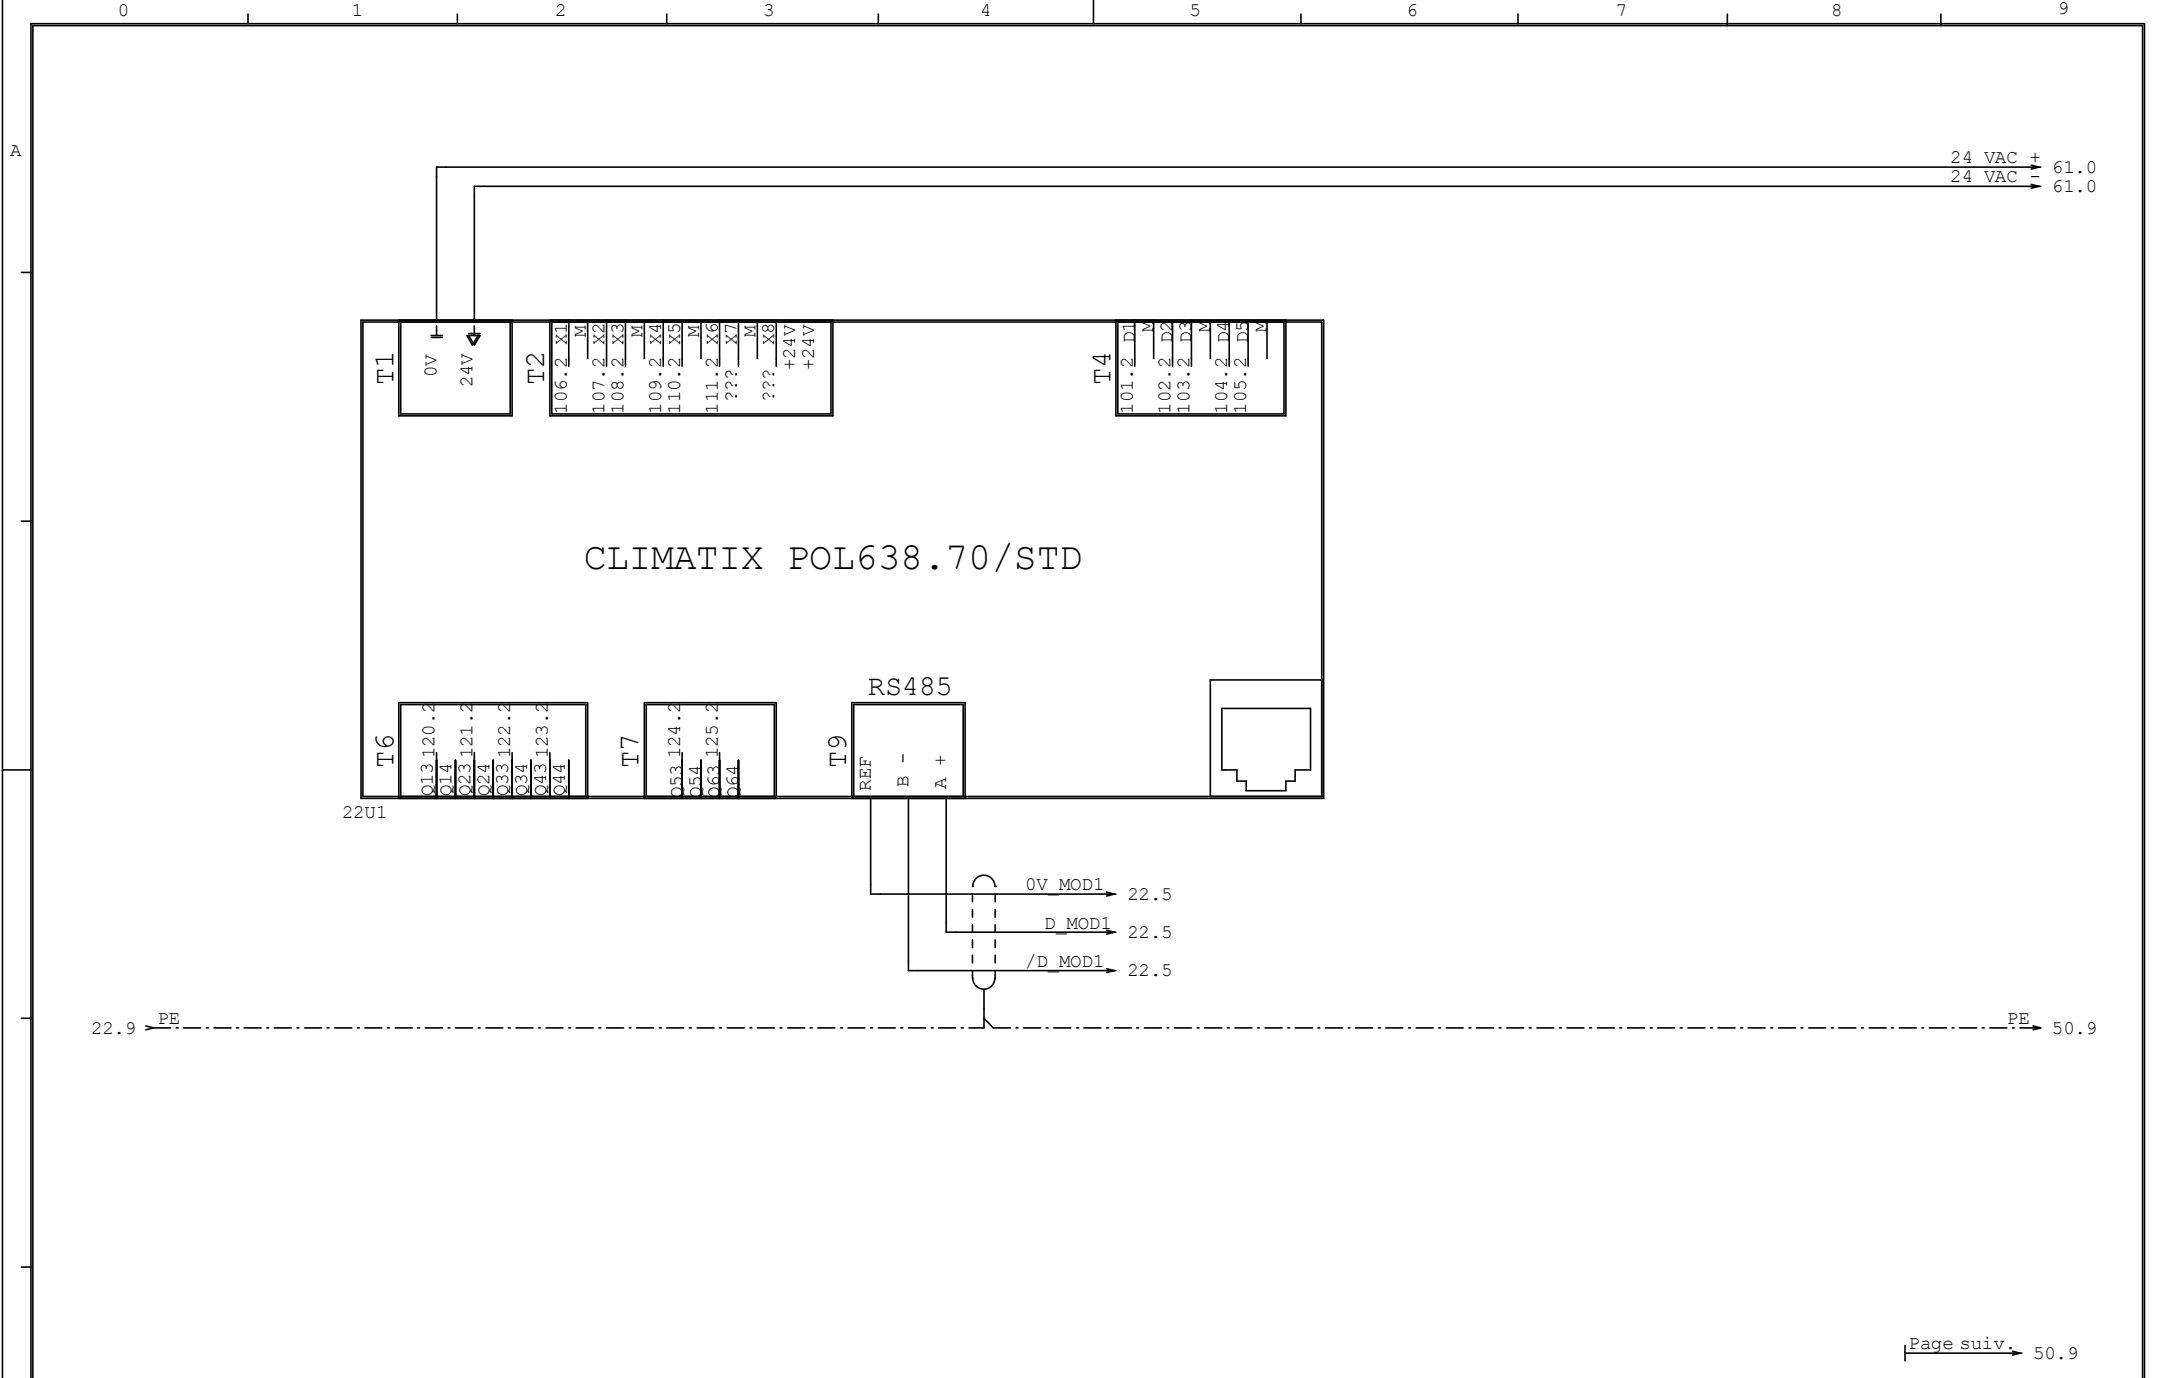 0 1 2 3 4 5 6 7 8 9
A
24 VAC + 61.0
24 VAC - 61.0
T1
0V
24V
T2
106.2 X1
M
107.2 X2
108.2 X3
M
109.2 X4
110.2 X5
M
111.2 X6
??? X7
M
??? X8
+24V
+24V
T4
101.2 D1
M
102.2 D2
103.2 D3
M
104.2 D4
105.2 D5
M
CLIMATIX POL638.70/STD
T6
Q13 120.2
Q14
Q23 121.2
Q24
Q33 122.2
Q34
Q43 123.2
Q44
T7
Q53 124.2
Q54
Q63 125.2
Q64
RS485
T9
REF
B -
A +
22U1
0V_MOD1 22.5
D_MOD1 22.5
/D_MOD1 22.5
22.9 PE
PE 50.9
Page suiv. 50.9